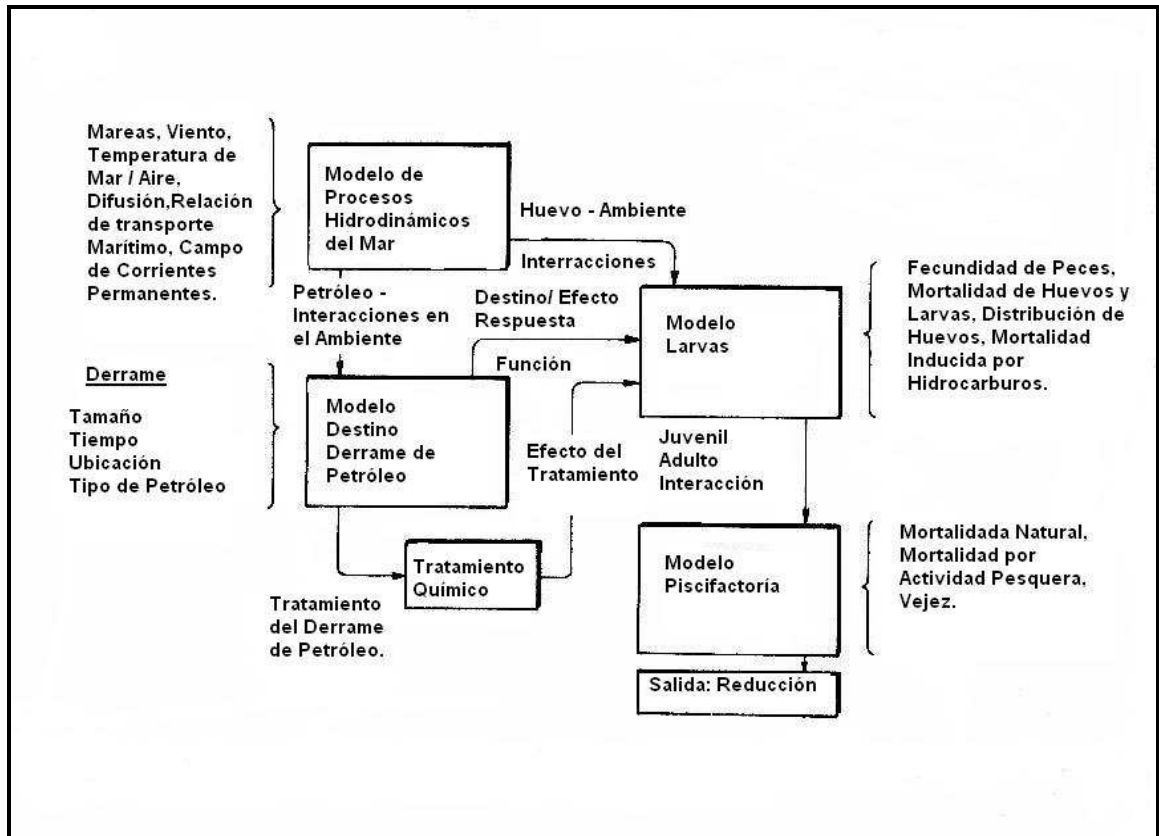 Mareas, Viento,
Temperatura de
Mar / Aire,
Difusión,Relación
de transporte
Marítimo, Campo
de Corrientes
Permanentes.
Modelo de
Procesos
Hidrodinámicos
del Mar
Huevo - Ambiente
Interracciones
Petróleo -
Interacciones en
el Ambiente
Destino/ Efecto
Respuesta
Función
Modelo
Larvas
Fecundidad de Peces,
Mortalidad de Huevos y
Larvas, Distribución de
Huevos, Mortalidad
Inducida por
Hidrocarburos.
Derrame
Tamaño
Tiempo
Ubicación
Tipo de Petróleo
Modelo
Destino
Derrame de
Petróleo
Efecto del
Tratamiento
Juvenil
Adulto
Interacción
Tratamiento
Químico
Tratamiento
del Derrame
de Petróleo.
Modelo
Piscifactoría
Mortalidada Natural,
Mortalidad por
Actividad Pesquera,
Vejez.
Salida: Reducción